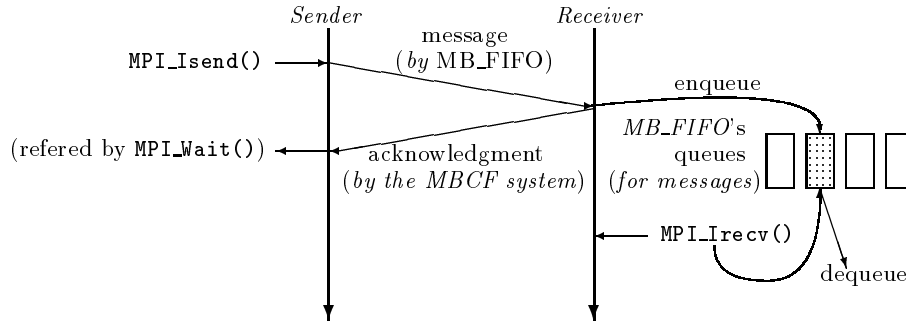 Sender
Receiver
message
(by MB_FIFO)
MPI_Isend()
enqueue
MB_FIFO's
queues
(for messages)
(refered by MPI_Wait())
acknowledgment
(by the MBCF system)
MPI_Irecv()
dequeue